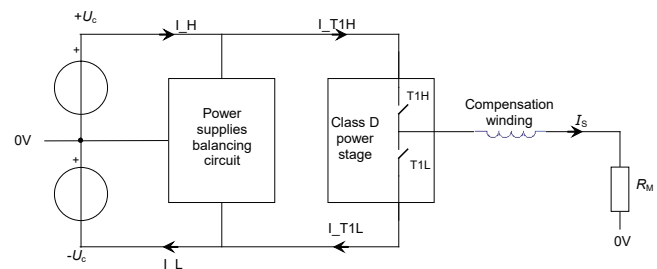 +Uc
I_H
I_T1H
+
Power
supplies
balancing
circuit
Class D
power
stage
T1H
T1L
Compensation
winding
IS
0V
+
RM
0V
-Uc
I_L
I_T1L